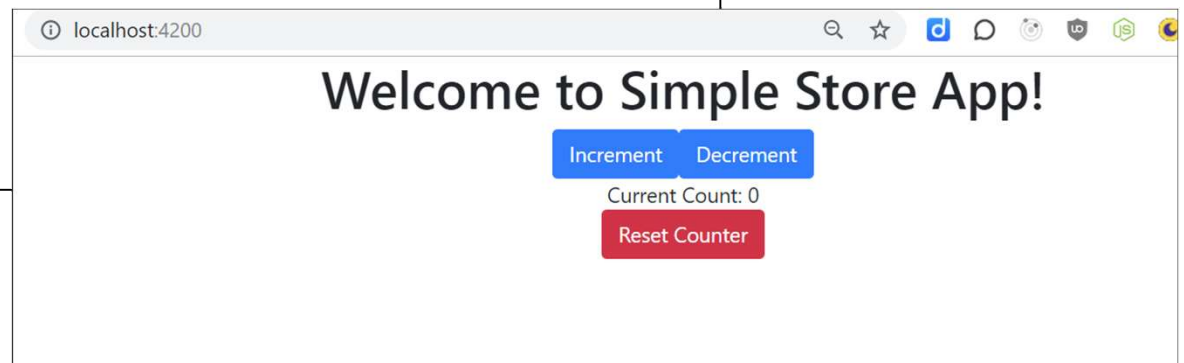 localhost:4200
Welcome to Simple Store App!
Increment Decrement
Current Count: 0
Reset Counter